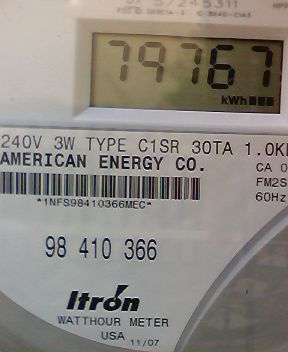 57245311
79767
kWh
240V 3W TYPE C1SR 30TA 1.0K
AMERICAN ENERGY CO.
CA 0
FM2S
*1NFS98410366MEC*
60Hz
98 410 366
Itron
WATTHOUR METER
USA 11/07